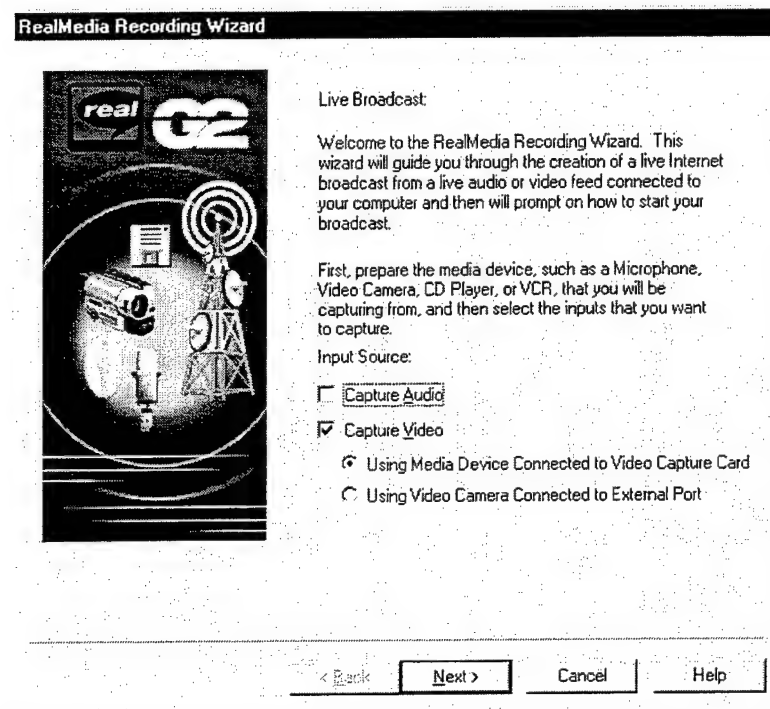 RealMedia Recording Wizard
real
G2
Live Broadcast:
Welcome to the RealMedia Recording Wizard. This
wizard will guide you through the creation of a live Internet
broadcast from a live audio or video feed connected to
your computer and then will prompt on how to start your
broadcast.
First, prepare the media device, such as a Microphone,
Video Camera, CD Player, or VCR, that you will be
capturing from, and then select the inputs that you want
to capture.
Input Source:
Capture Audio
Capture Video
Using Media Device Connected to Video Capture Card
Using Video Camera Connected to External Port
< Back Next > Cancel Help